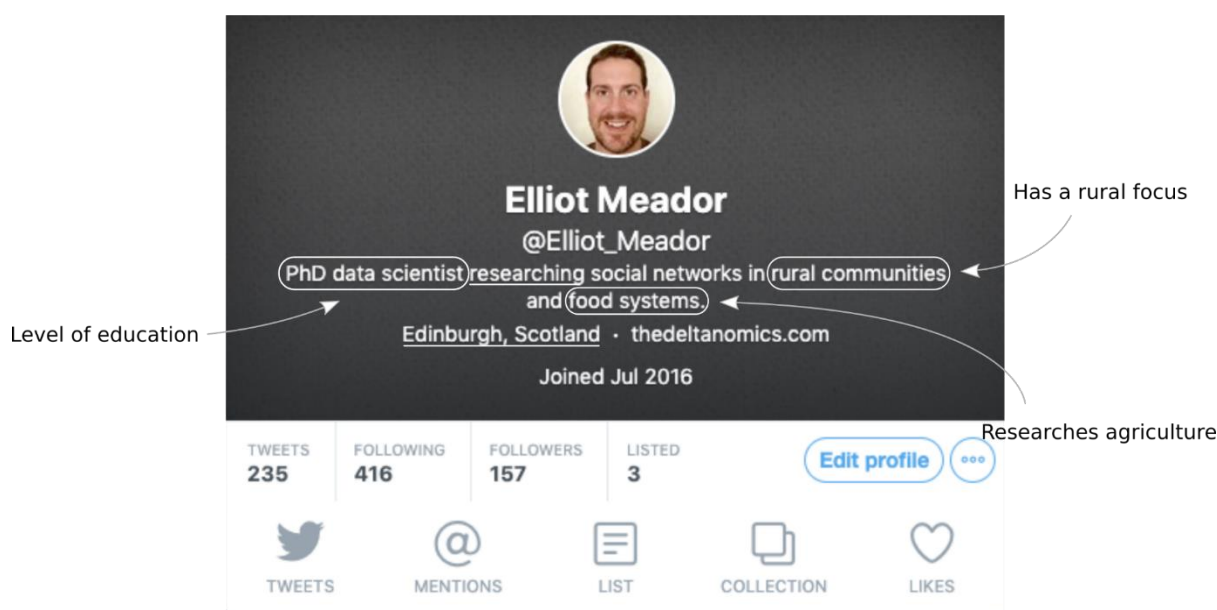 Elliot Meador
@Elliot_Meador
Has a rural focus
PhD data scientist researching social networks in rural communities
and food systems.
Level of education
Edinburgh, Scotland · thedeltanomics.com
Joined Jul 2016
Researches agriculture
TWEETS FOLLOWING FOLLOWERS LISTED
235 416 157 3
Edit profile
TWEETS MENTIONS LIST COLLECTION LIKES